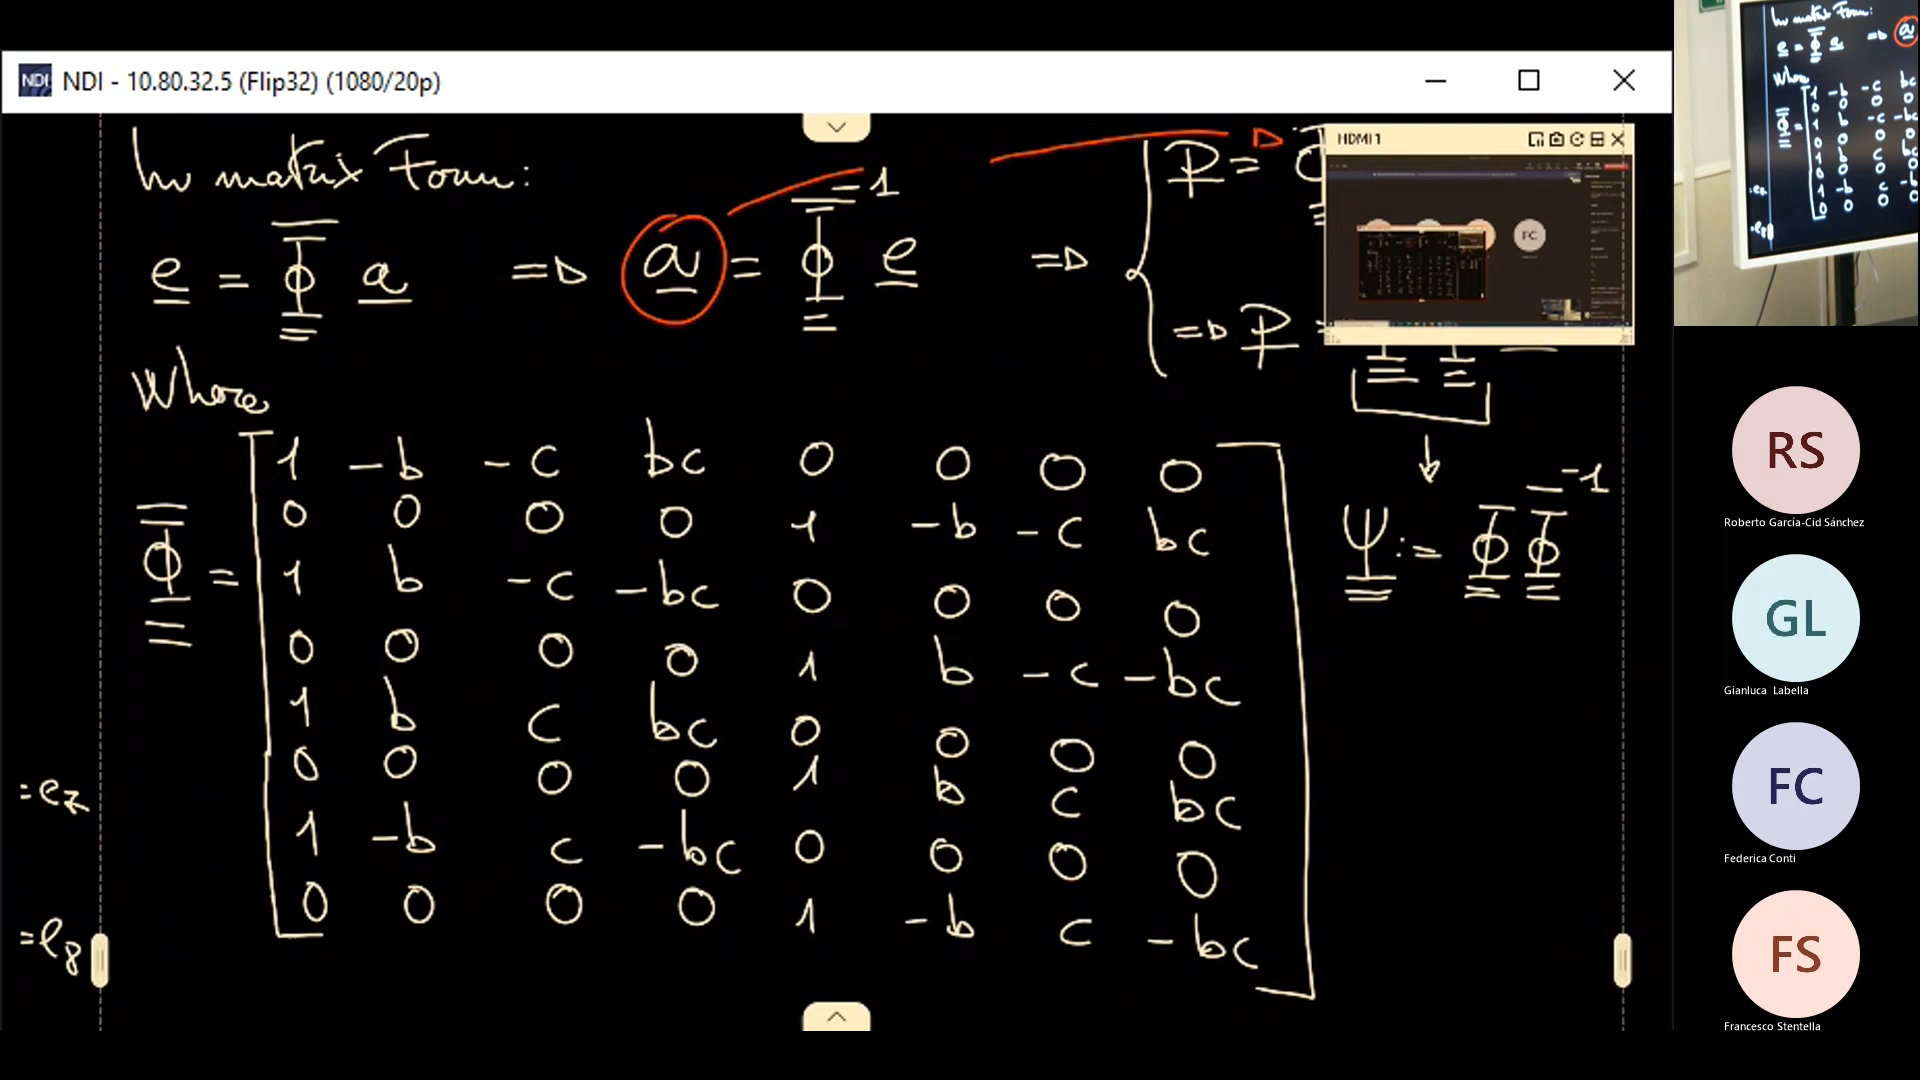 NDI - 10.80.32.5 (Flip32) (1080/20p)
In matrix Form:
HDMI 1
e = Φ a => a = Φ⁻¹ e => { P =
=> P
Where
Φ =
1 -b -c bc 0 0 0 0
0 0 0 0 1 -b -c bc
1 b -c -bc 0 0 0 0
0 0 0 0 1 b -c -bc
1 b c bc 0 0 0 0
0 0 0 0 1 b c bc
1 -b c -bc 0 0 0 0
0 0 0 0 1 -b c -bc
Ψ := Φ Φ⁻¹
= e₇
= e₈
FC
RS
Roberto García-Cid Sánchez
GL
Gianluca Labella
FC
Federica Conti
FS
Francesco Stentella